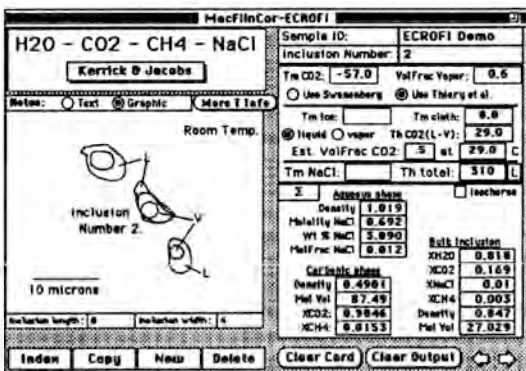 MacFlinCor-ECROFI
H2O - CO2 - CH4 - NaCl
Kerrick & Jacobs
Notes: Text Graphic More T Info
Room Temp.
L
Inclusion
Number 2.
V
L
10 microns
Inclusion length: 8 Inclusion width: 4
Index Copy New Delete
Sample ID: ECROFI Demo
Inclusion Number: 2
Tm CO2: -57.0 VolFrac Vapor: 0.6
Use Swanenberg Use Thiery et al.
Tm Ice: Tm clath: 8.0
liquid vapor Th CO2(L-V): 29.0
Est. VolFrac CO2: .5 at 29.0 C
Tm NaCl: Th total: 310 L
Σ Aqueous phase Isochores
Density 1.019
Molality NaCl 0.692
Wt % NaCl 3.890
MolFrac NaCl 0.012
Carbonic phase
Density 0.4981
Mol Vol 87.49
XCO2: 0.9846
XCH4: 0.0153
Bulk Inclusion
XH2O 0.818
XCO2 0.169
XNaCl 0.01
XCH4 0.003
Density 0.847
Mol Vol 27.029
Clear Card Clear Output